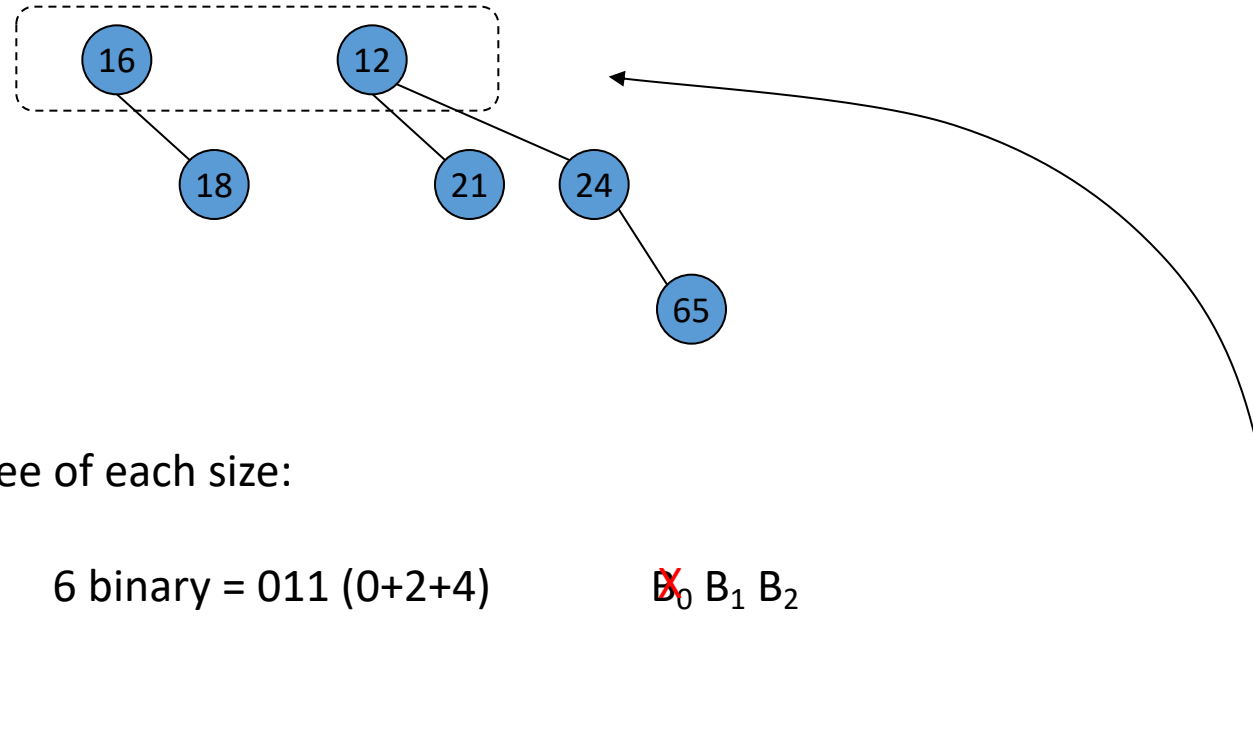 16 12
18 21 24
65
ee of each size:
6 binary = 011 (0+2+4) B₀ B₁ B₂
X